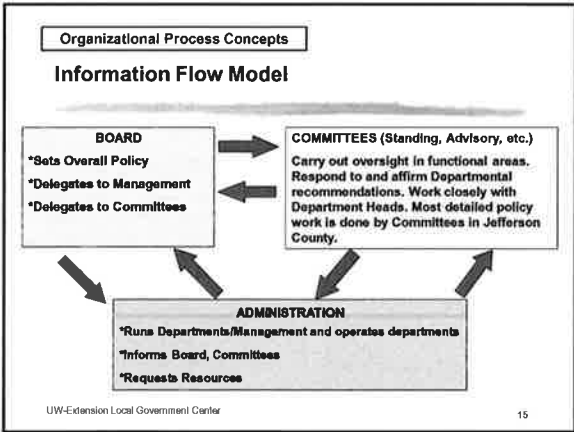 Organizational Process Concepts
Information Flow Model
BOARD
*Sets Overall Policy
*Delegates to Management
*Delegates to Committees
COMMITTEES (Standing, Advisory, etc.)
Carry out oversight in functional areas.
Respond to and affirm Departmental
recommendations. Work closely with
Department Heads. Most detailed policy
work is done by Committees in Jefferson
County.
ADMINISTRATION
*Runs Departments/Management and operates departments
*Informs Board, Committees
*Requests Resources
UW-Extension Local Government Center
15